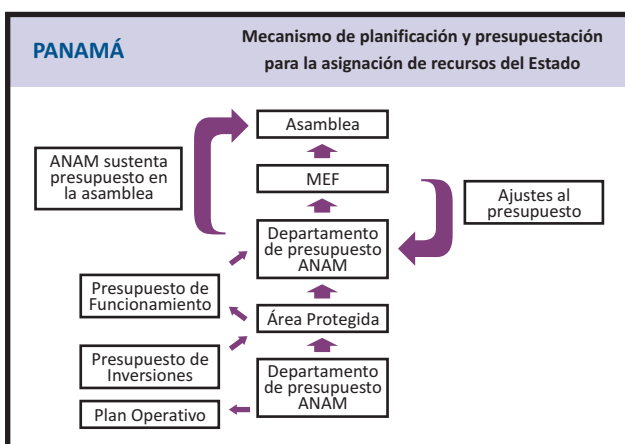 PANAMÁ
Mecanismo de planificación y presupuestación
para la asignación de recursos del Estado
Asamblea
ANAM sustenta
presupuesto en
la asamblea
MEF
Ajustes al
presupuesto
Departamento
de presupuesto
ANAM
Presupuesto de
Funcionamiento
Área Protegida
Presupuesto de
Inversiones
Departamento
de presupuesto
ANAM
Plan Operativo